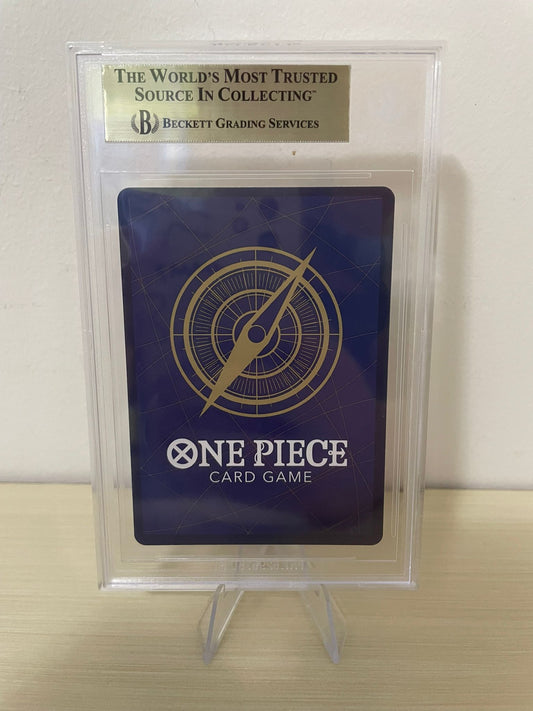 THE WORLD'S MOST TRUSTED
SOURCE IN COLLECTING™
B BECKETT GRADING SERVICES
ONE PIECE
CARD GAME